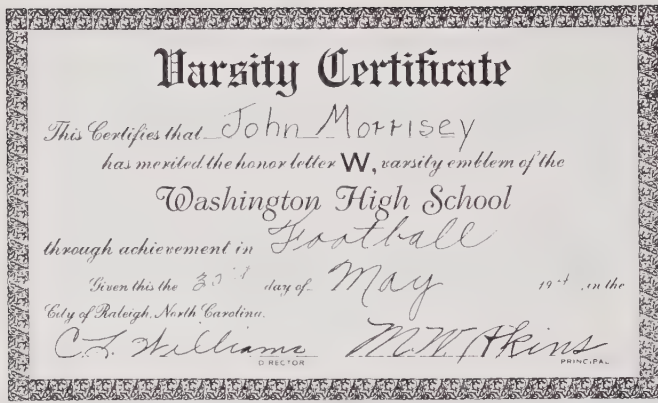 Varsity Certificate
This Certifies that John Morrisey
has merited the honor letter W, varsity emblem of the
Washington High School
through achievement in Football
Given this the day of May 19 in the
City of Raleigh, North Carolina.
C. L. Williams M. W. Akins
DIRECTOR PRINCIPAL